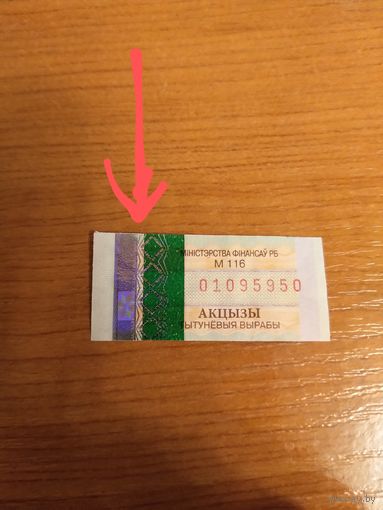 МІНІСТЭРСТВА ФІНАНСАЎ РБ
М 116
01095950
АКЦЫЗЫ
ТЫТУНЁВЫЯ ВЫРАБЫ